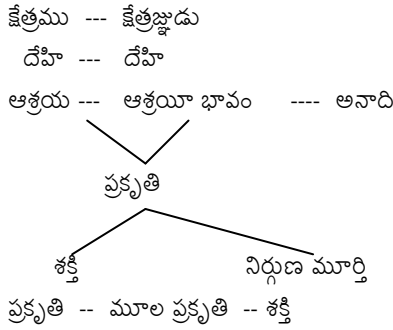 క్షేత్రము --- క్షేత్రజ్ఞుడు
దేహి --- దేహి
ఆశ్రయ --- ఆశ్రయీ భావం ---- అనాది
ప్రకృతి
శక్తి నిర్గుణ మూర్తి
ప్రకృతి -- మూల ప్రకృతి -- శక్తి